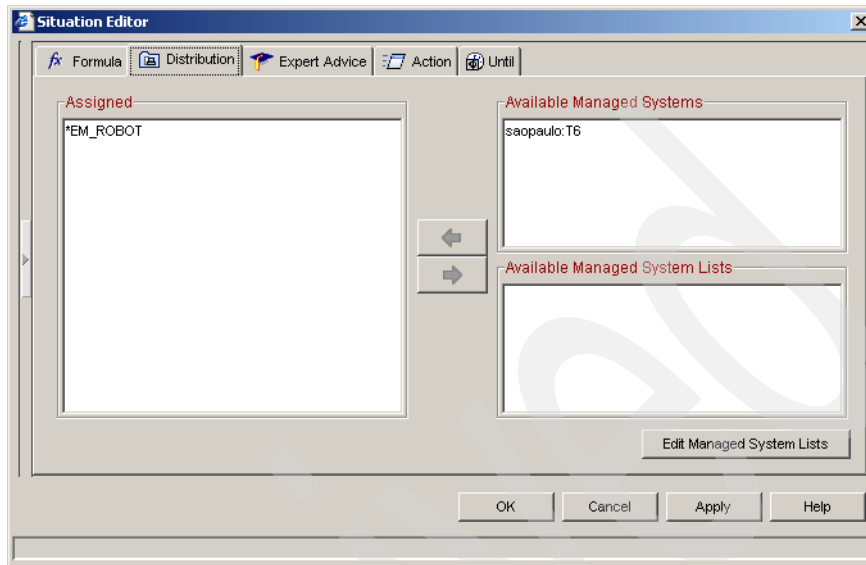 Situation Editor
fx Formula Distribution Expert Advice Action Until
Assigned
*EM_ROBOT
Available Managed Systems
saopaulo:T6
Available Managed System Lists
Edit Managed System Lists
OK Cancel Apply Help